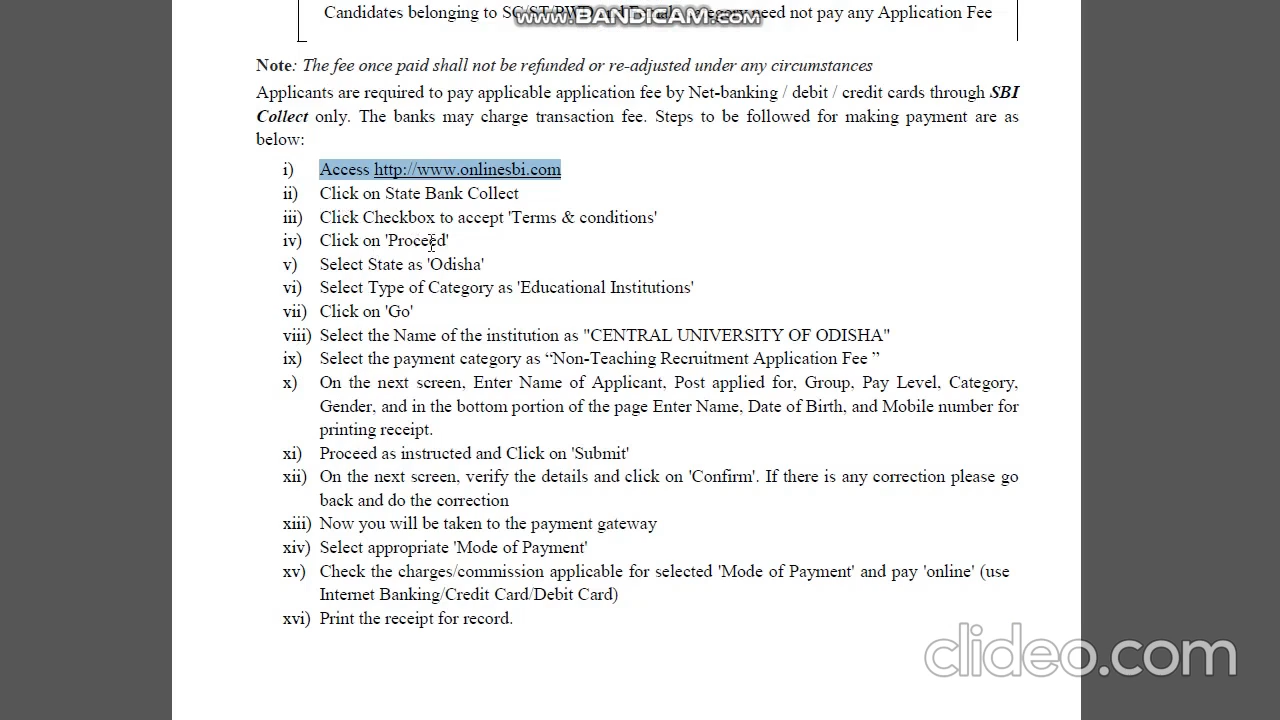 Candidates belonging to SC/ST/PWD need not pay any Application Fee
www.BANDICAM.com
Note: The fee once paid shall not be refunded or re-adjusted under any circumstances
Applicants are required to pay applicable application fee by Net-banking / debit / credit cards through SBI
Collect only. The banks may charge transaction fee. Steps to be followed for making payment are as
below:
i) Access http://www.onlinesbi.com
ii) Click on State Bank Collect
iii) Click Checkbox to accept 'Terms & conditions'
iv) Click on 'Proceed'
v) Select State as 'Odisha'
vi) Select Type of Category as 'Educational Institutions'
vii) Click on 'Go'
viii) Select the Name of the institution as "CENTRAL UNIVERSITY OF ODISHA"
ix) Select the payment category as “Non-Teaching Recruitment Application Fee ”
x) On the next screen, Enter Name of Applicant, Post applied for, Group, Pay Level, Category,
Gender, and in the bottom portion of the page Enter Name, Date of Birth, and Mobile number for
printing receipt.
xi) Proceed as instructed and Click on 'Submit'
xii) On the next screen, verify the details and click on 'Confirm'. If there is any correction please go
back and do the correction
xiii) Now you will be taken to the payment gateway
xiv) Select appropriate 'Mode of Payment'
xv) Check the charges/commission applicable for selected 'Mode of Payment' and pay 'online' (use
Internet Banking/Credit Card/Debit Card)
xvi) Print the receipt for record.
clideo.com